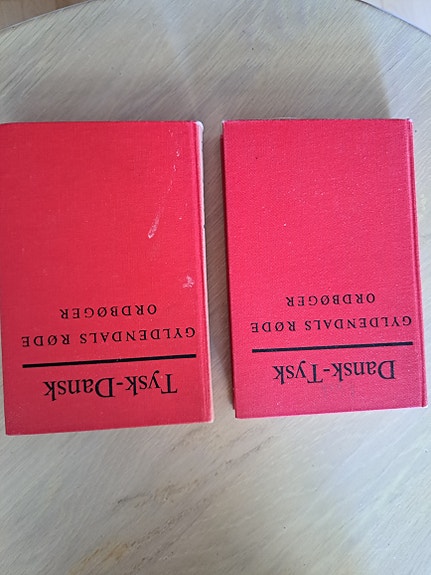 Tysk-Dansk
GYLDENDALS RØDE
ORDBØGER
Dansk-Tysk
GYLDENDALS RØDE
ORDBØGER